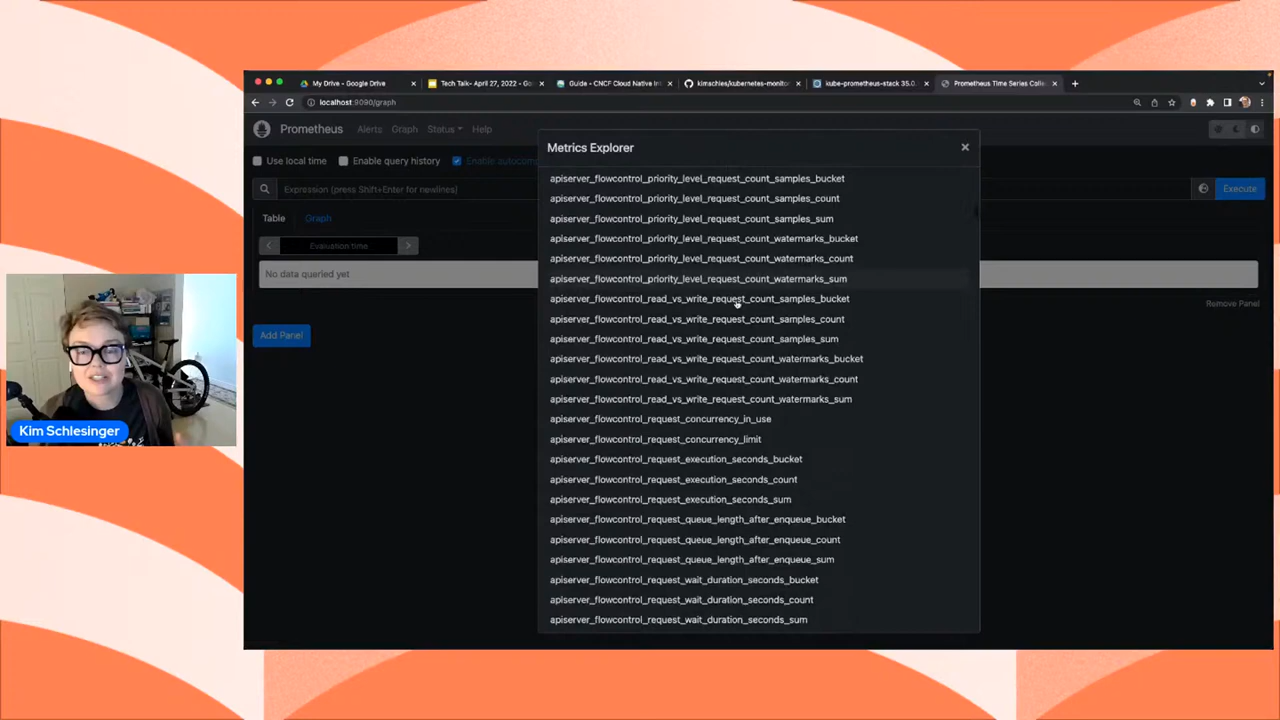 My Drive - Google Drive
Tech Talk- April 27, 2022 - Go
Guide - CNCF Cloud Native In
kimschles/kubernetes-monito
kube-prometheus-stack 35.0.
Prometheus Time Series Colle
localhost:9090/graph
Prometheus Alerts Graph Status Help
Use local time
Enable query history
Enable autocom
Expression (press Shift+Enter for newlines)
Execute
Table Graph
Evaluation time
No data queried yet
Remove Panel
Add Panel
Metrics Explorer
apiserver_flowcontrol_priority_level_request_count_samples_bucket
apiserver_flowcontrol_priority_level_request_count_samples_count
apiserver_flowcontrol_priority_level_request_count_samples_sum
apiserver_flowcontrol_priority_level_request_count_watermarks_bucket
apiserver_flowcontrol_priority_level_request_count_watermarks_count
apiserver_flowcontrol_priority_level_request_count_watermarks_sum
apiserver_flowcontrol_read_vs_write_request_count_samples_bucket
apiserver_flowcontrol_read_vs_write_request_count_samples_count
apiserver_flowcontrol_read_vs_write_request_count_samples_sum
apiserver_flowcontrol_read_vs_write_request_count_watermarks_bucket
apiserver_flowcontrol_read_vs_write_request_count_watermarks_count
apiserver_flowcontrol_read_vs_write_request_count_watermarks_sum
apiserver_flowcontrol_request_concurrency_in_use
apiserver_flowcontrol_request_concurrency_limit
apiserver_flowcontrol_request_execution_seconds_bucket
apiserver_flowcontrol_request_execution_seconds_count
apiserver_flowcontrol_request_execution_seconds_sum
apiserver_flowcontrol_request_queue_length_after_enqueue_bucket
apiserver_flowcontrol_request_queue_length_after_enqueue_count
apiserver_flowcontrol_request_queue_length_after_enqueue_sum
apiserver_flowcontrol_request_wait_duration_seconds_bucket
apiserver_flowcontrol_request_wait_duration_seconds_count
apiserver_flowcontrol_request_wait_duration_seconds_sum
Kim Schlesinger